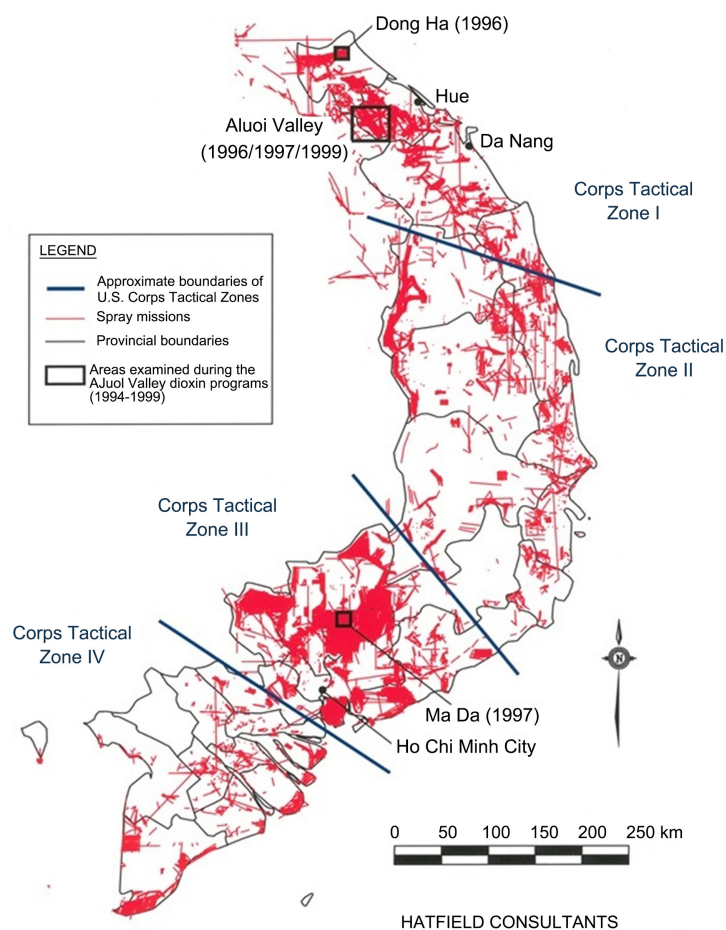 Dong Ha (1996)
Hue
Aluoi Valley
(1996/1997/1999)
Da Nang
Corps Tactical
Zone I
LEGEND
Approximate boundaries of
U.S. Corps Tactical Zones
Spray missions
Provincial boundaries
Areas examined during the
AJuol Valley dioxin programs
(1994-1999)
Corps Tactical
Zone II
Corps Tactical
Zone III
Corps Tactical
Zone IV
N
Ma Da (1997)
Ho Chi Minh City
0 50 100 150 200 250 km
HATFIELD CONSULTANTS